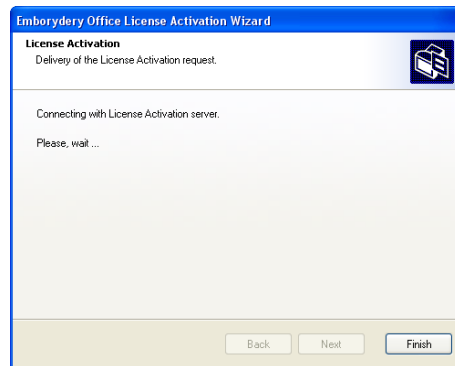 Emborydery Office License Activation Wizard
License Activation
Delivery of the License Activation request.
Connecting with License Activation server.
Please, wait ...
Back Next Finish